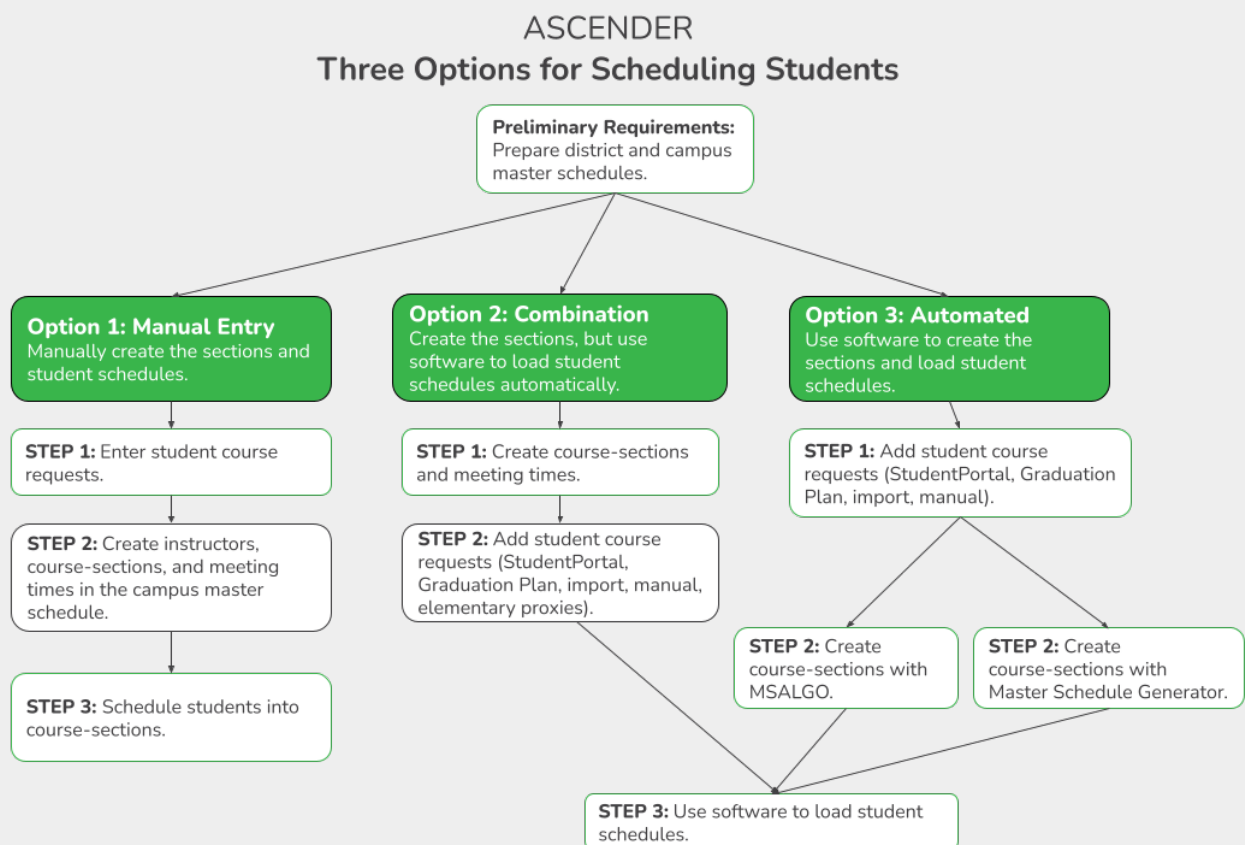 ASCENDER
Three Options for Scheduling Students
Preliminary Requirements:
Prepare district and campus
master schedules.
Option 1: Manual Entry
Manually create the sections and
student schedules.
STEP 1: Enter student course
requests.
STEP 2: Create instructors,
course-sections, and meeting
times in the campus master
schedule.
STEP 3: Schedule students into
course-sections.
Option 2: Combination
Create the sections, but use
software to load student
schedules automatically.
STEP 1: Create course-sections
and meeting times.
STEP 2: Add student course
requests (StudentPortal,
Graduation Plan, import, manual,
elementary proxies).
Option 3: Automated
Use software to create the
sections and load student
schedules.
STEP 1: Add student course
requests (StudentPortal, Graduation
Plan, import, manual).
STEP 2: Create
course-sections with
MSALGO.
STEP 2: Create
course-sections with
Master Schedule Generator.
STEP 3: Use software to load student
schedules.